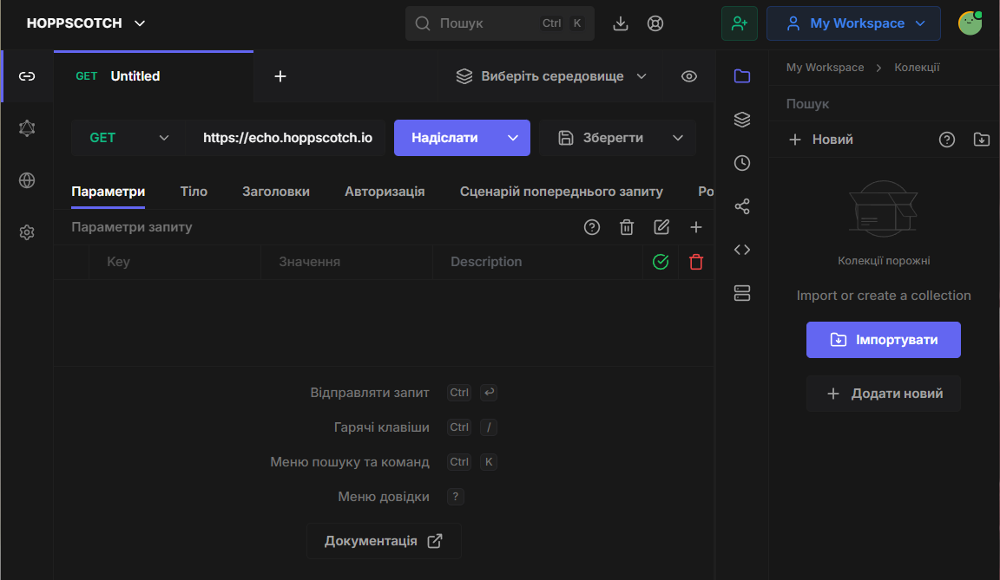 HOPPSCOTCH
Пошук Ctrl K
My Workspace
GET Untitled
Виберіть середовище
GET https://echo.hoppscotch.io Надіслати Зберегти
Параметри Тіло Заголовки Авторизація Сценарій попереднього запиту Po
Параметри запиту
Key Значення Description
Відправляти запит Ctrl ↩
Гарячі клавіши Ctrl /
Меню пошуку та команд Ctrl K
Меню довідки ?
Документація
My Workspace > Колекції
Пошук
+ Новий
Колекції порожні
Import or create a collection
Імпортувати
+ Додати новий